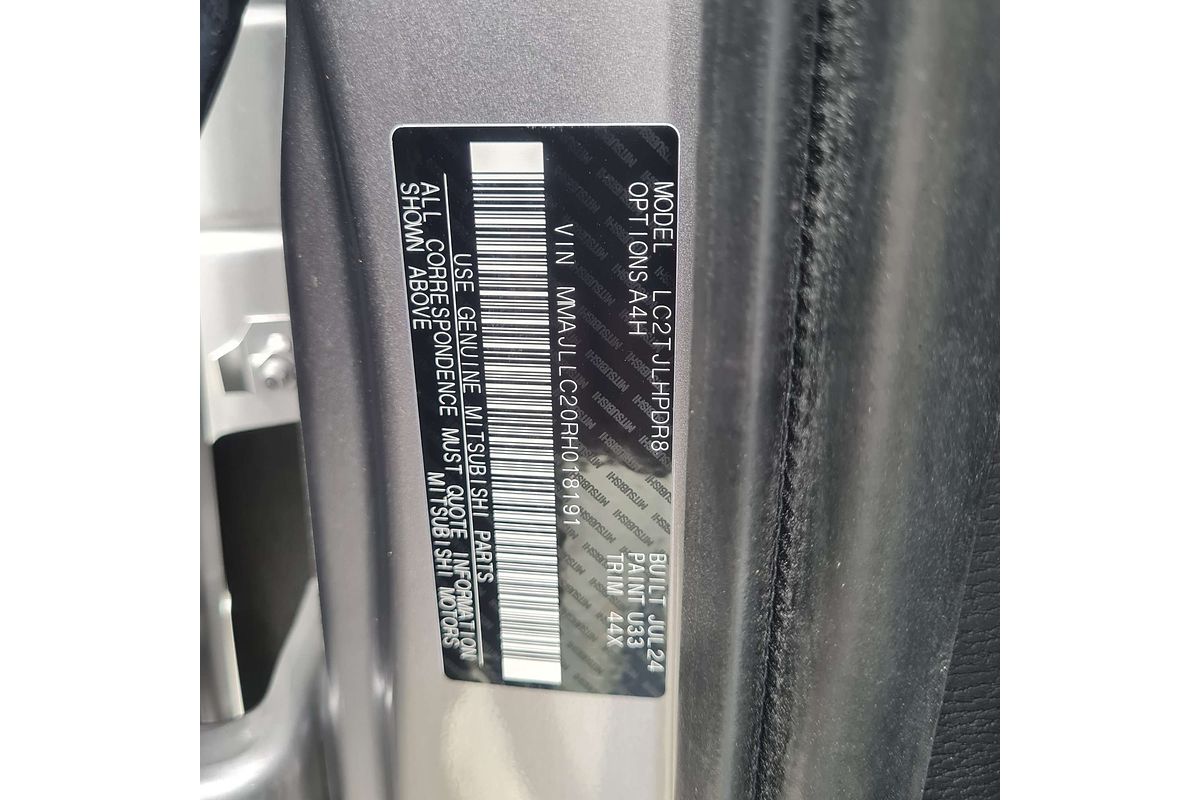 MODEL LC2TJLHPDR8 BUILT JUL24
OPTIONS A4H PAINT U33
TRIM 44X
VIN MMAJLLC20RH018191
USE GENUINE MITSUBISHI PARTS
ALL CORRESPONDENCE MUST QUOTE INFORMATION
SHOWN ABOVE MITSUBISHI MOTORS